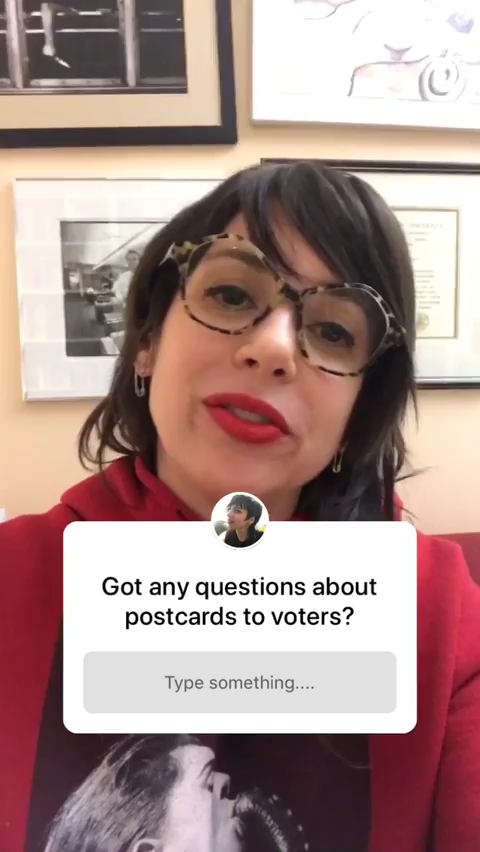 Got any questions about
postcards to voters?
Type something....